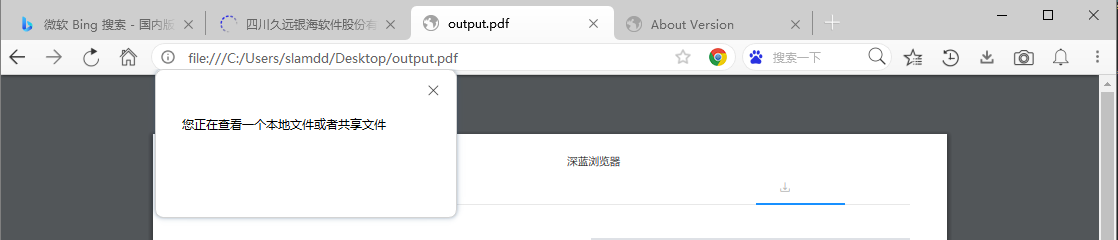 微软 Bing 搜索 - 国内版
四川久远银海软件股份有
output.pdf
About Version
file:///C:/Users/slamdd/Desktop/output.pdf
搜索一下
您正在查看一个本地文件或者共享文件
深蓝浏览器